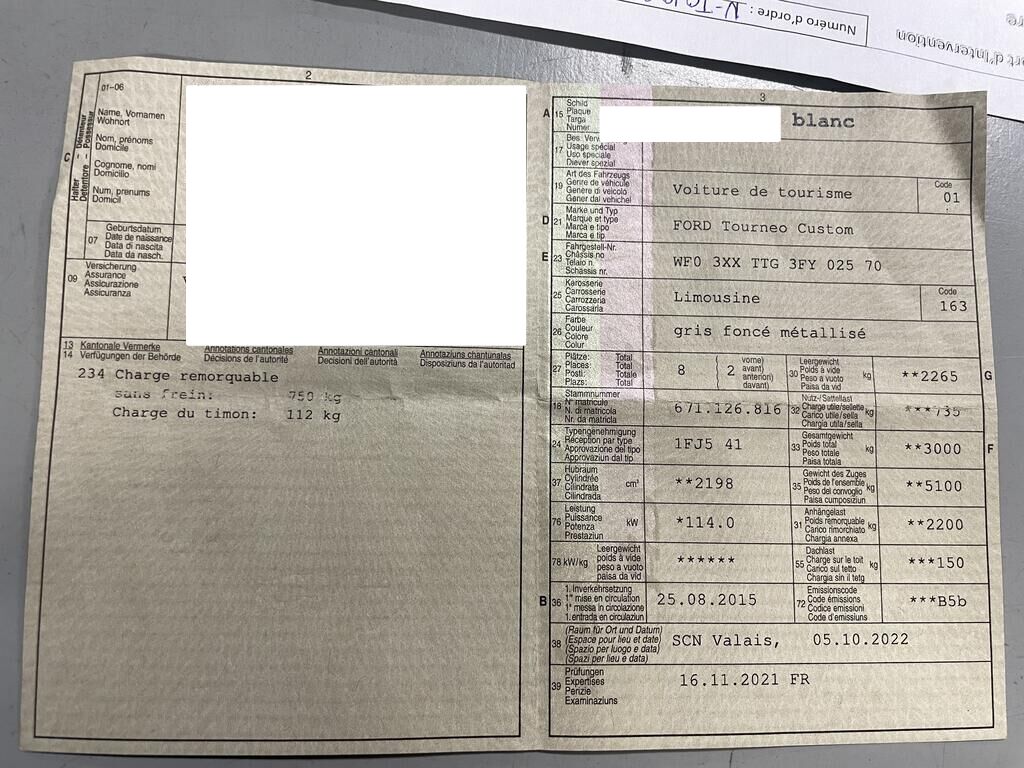 Numéro d'ordre :
rt d'Intervention
2
01–06
Halter Détenteur
Detentore Possessur
C
Name, Vornamen
Wohnort
Nom, prénoms
Domicile
Cognome, nomi
Domicilio
Num, prenums
Domicil
07
Geburtsdatum
Date de naissance
Data di nascita
Data da nasch.
09
Versicherung
Assurance
Assicurazione
Assicuranza
13 Kantonale Vermerke Annotations cantonales Annotazioni cantonali Annotaziuns chantunalas
14 Verfügungen der Behörde Décisions de l'autorité Decisioni dell'autorità Disposiziuns da l'autoritad
234 Charge remorquable
sans frein: 750 kg
Charge du timon: 112 kg
3
A 15
Schild
Plaque
Targa
Numer
blanc
17
Bes. Verw
Usage spécial
Uso speciale
Diever spezial
19
Art des Fahrzeugs
Genre de véhicule
Genere di veicolo
Gener dal vehichel
Voiture de tourisme
Code
01
D 21
Marke und Typ
Marque et type
Marca e tipo
Marca e tip
FORD Tourneo Custom
E 23
Fahrgestell-Nr.
Châssis no
Telaio n.
Schassis nr.
WF0 3XX TTG 3FY 025 70
25
Karosserie
Carrosserie
Carrozzeria
Carossaria
Limousine
Code
163
26
Farbe
Couleur
Colore
Colur
gris foncé métallisé
27
Plätze: Total
Places: Total
Posti: Totale
Plazs: Total
8 2
vorne)
avant)
anteriori)
davant)
30
Leergewicht
Poids à vide
Peso a vuoto
Paisa da vid
kg
**2265
G
18
Stammnummer
N° matricule
N. di matricola
Nr. da matricla
671.126.816
32
Nutz-/Sattellast
Charge utile/sellette
Carico utile/sella
Chargia utila/sella
kg
***735
24
Typengenehmigung
Réception par type
Approvazione del tipo
Approvaziun dal tip
1FJ5 41
33
Gesamtgewicht
Poids total
Peso totale
Paisa totala
kg
**3000
F
37
Hubraum
Cylindrée
Cilindrata
Cilindrada
cm³
**2198
35
Gewicht des Zuges
Poids de l'ensemble
Peso del convoglio
Paisa cumposiziun
kg
**5100
76
Leistung
Puissance
Potenza
Prestaziun
kW
*114.0
31
Anhängelast
Poids remorquable
Carico rimorchiato
Chargia annexa
kg
**2200
78 kW/kg
Leergewicht
poids à vide
peso a vuoto
paisa da vid
******
55
Dachlast
Charge sur le toit
Carico sul tetto
Chargia sin il tetg
kg
***150
B 36
1. Inverkehrsetzung
1re mise en circulation
1a messa in circolazione
1. entrada en circulaziun
25.08.2015
72
Emissionscode
Code émissions
Codice emissioni
Code d'emissiuns
***B5b
38
(Raum für Ort und Datum)
(Espace pour lieu et date)
(Spazio per luogo e data)
(Spazi per lieu e data)
SCN Valais, 05.10.2022
39
Prüfungen
Expertises
Perizie
Examinaziuns
16.11.2021 FR